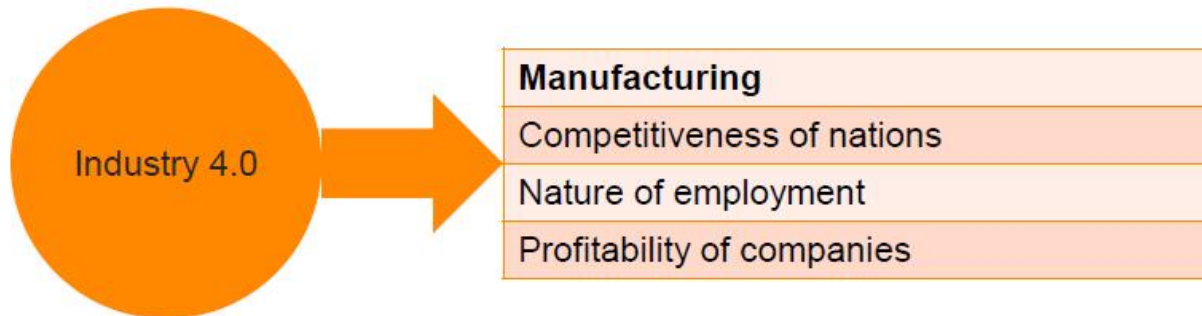 Industry 4.0
Manufacturing
Competitiveness of nations
Nature of employment
Profitability of companies